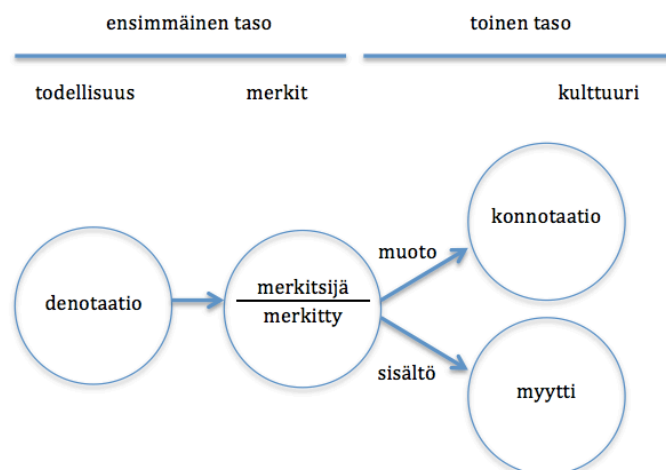 ensimmäinen taso
toinen taso
todellisuus
merkit
kulttuuri
konnotaatio
muoto
denotaatio
merkitsijä
merkitty
sisältö
myytti